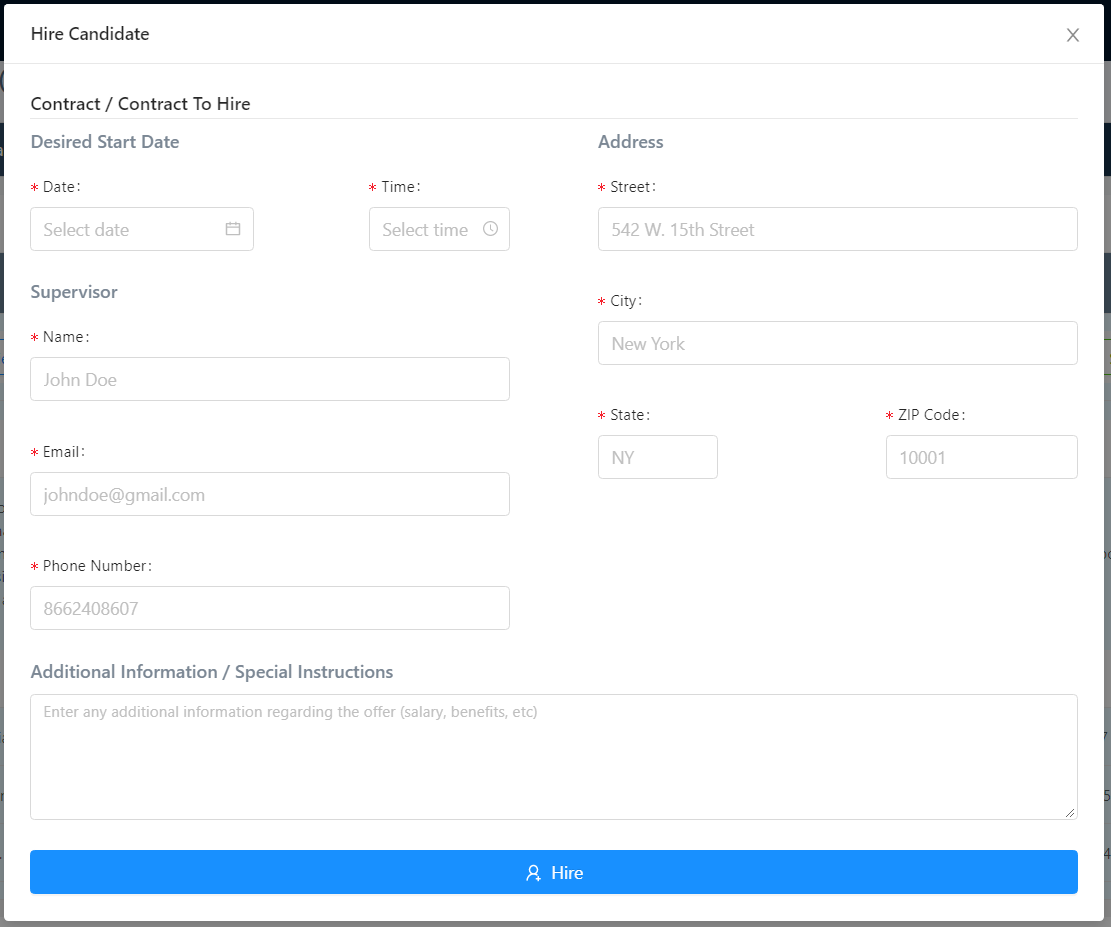 Hire Candidate
Contract / Contract To Hire
Desired Start Date
* Date:
* Time:
Select date
Select time
Supervisor
* Name:
John Doe
* Email:
johndoe@gmail.com
* Phone Number:
8662408607
Address
* Street:
542 W. 15th Street
* City:
New York
* State:
* ZIP Code:
NY
10001
Additional Information / Special Instructions
Enter any additional information regarding the offer (salary, benefits, etc)
Hire